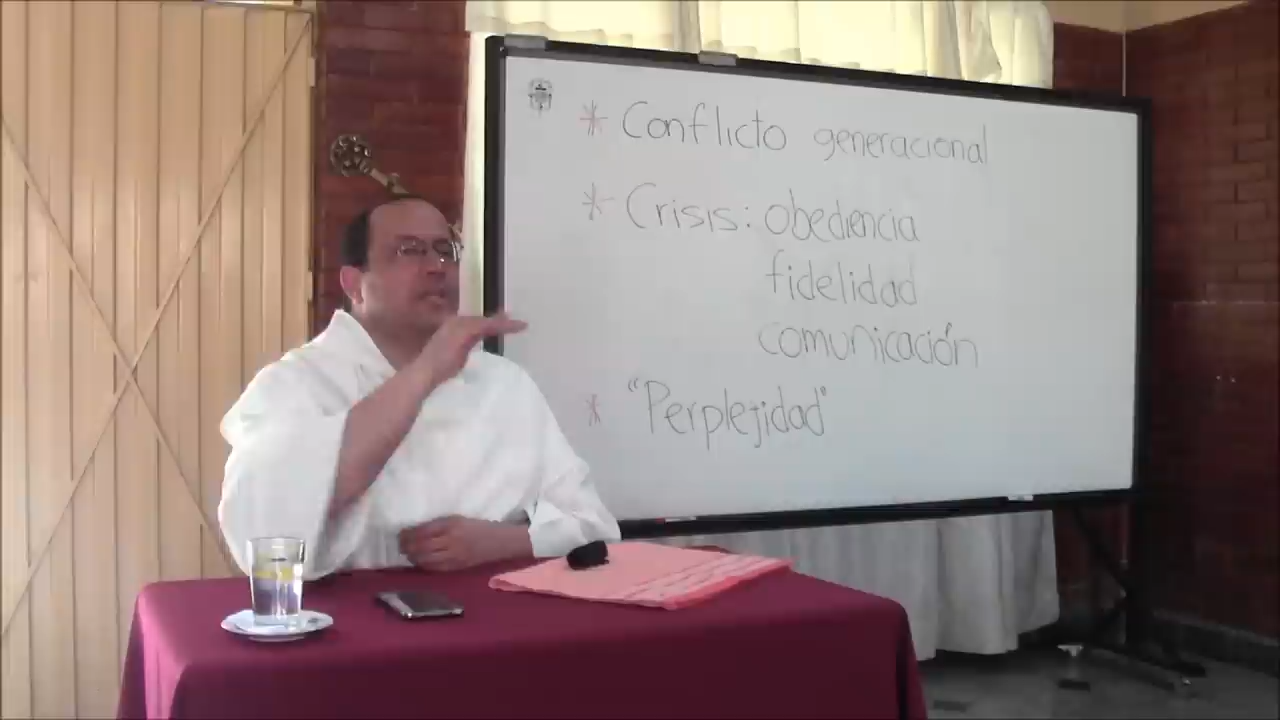 * Conflicto generacional
* Crisis: obediencia
fidelidad
comunicación
* "Perplejidad"